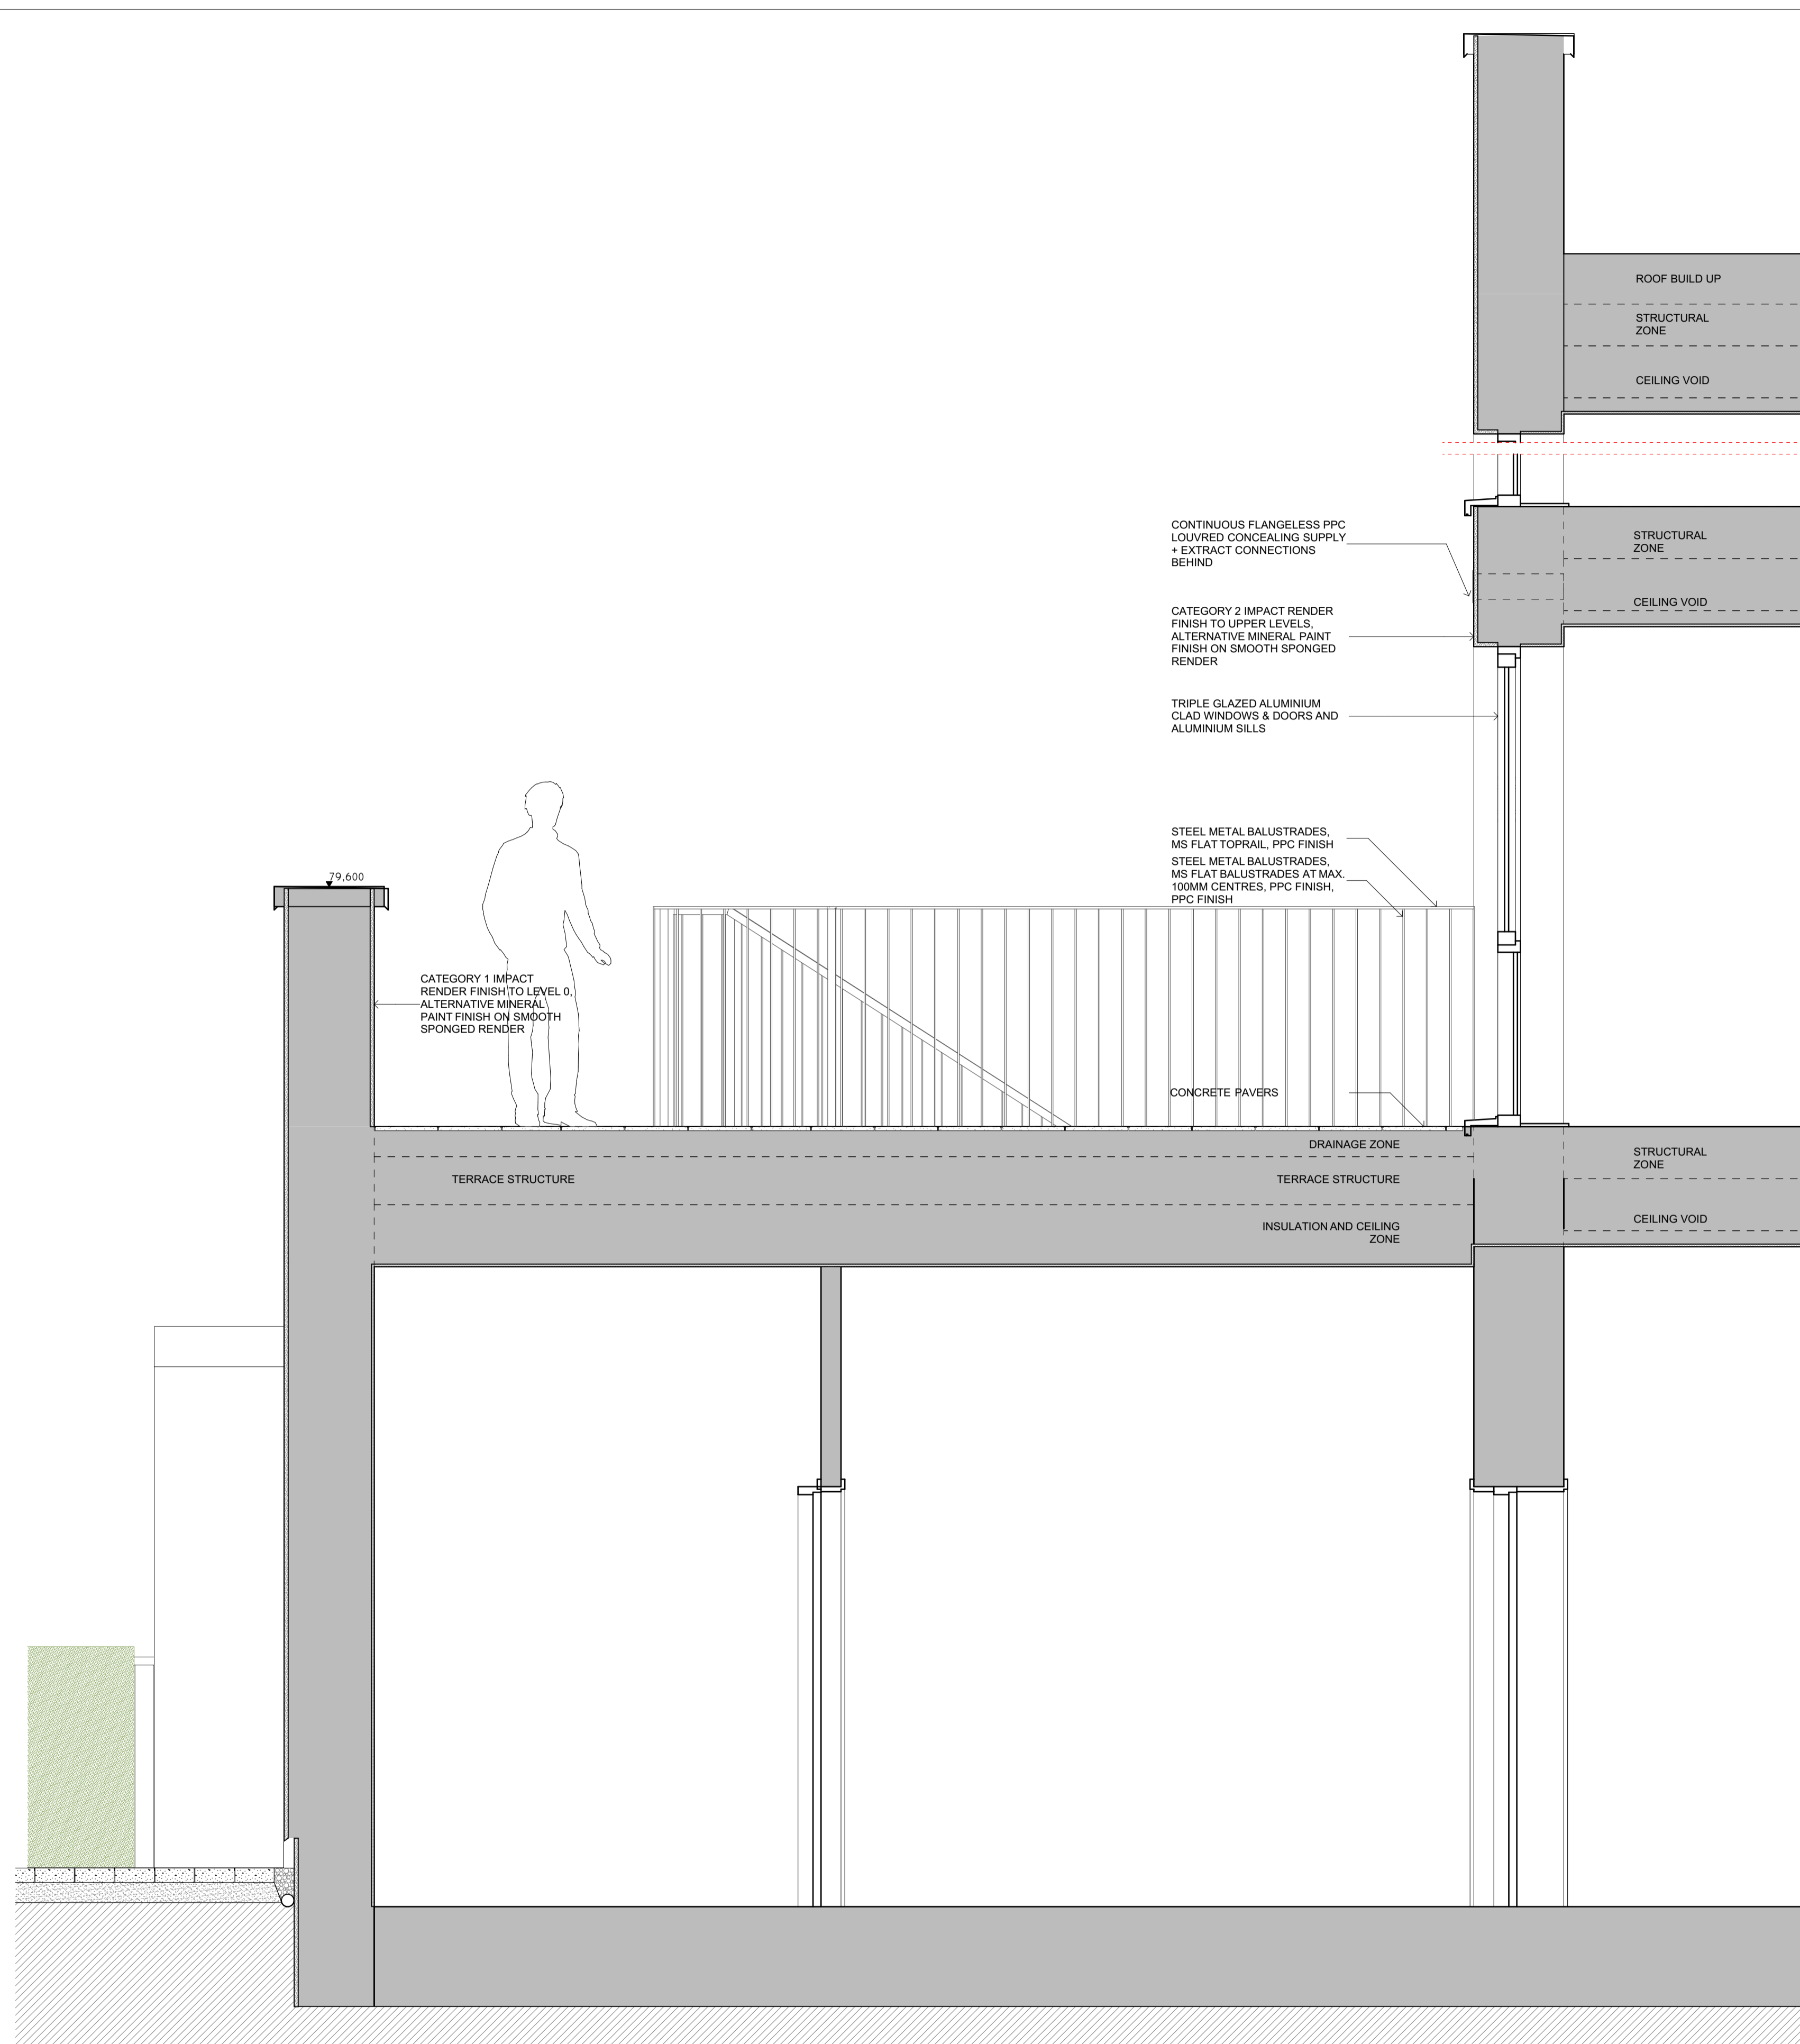 ROOF BUILD UP
STRUCTURAL
ZONE
CEILING VOID
CONTINUOUS FLANGELESS PPC
LOUVRED CONCEALING SUPPLY
+ EXTRACT CONNECTIONS
BEHIND
STRUCTURAL
ZONE
CEILING VOID
CATEGORY 2 IMPACT RENDER
FINISH TO UPPER LEVELS,
ALTERNATIVE MINERAL PAINT
FINISH ON SMOOTH SPONGED
RENDER
TRIPLE GLAZED ALUMINIUM
CLAD WINDOWS & DOORS AND
ALUMINIUM SILLS
STEEL METAL BALUSTRADES,
MS FLAT TOPRAIL, PPC FINISH
STEEL METAL BALUSTRADES,
MS FLAT BALUSTRADES AT MAX.
100MM CENTRES, PPC FINISH,
PPC FINISH
79,600
CATEGORY 1 IMPACT
RENDER FINISH TO LEVEL 0,
ALTERNATIVE MINERAL
PAINT FINISH ON SMOOTH
SPONGED RENDER
CONCRETE PAVERS
DRAINAGE ZONE
TERRACE STRUCTURE
TERRACE STRUCTURE
INSULATION AND CEILING
ZONE
STRUCTURAL
ZONE
CEILING VOID